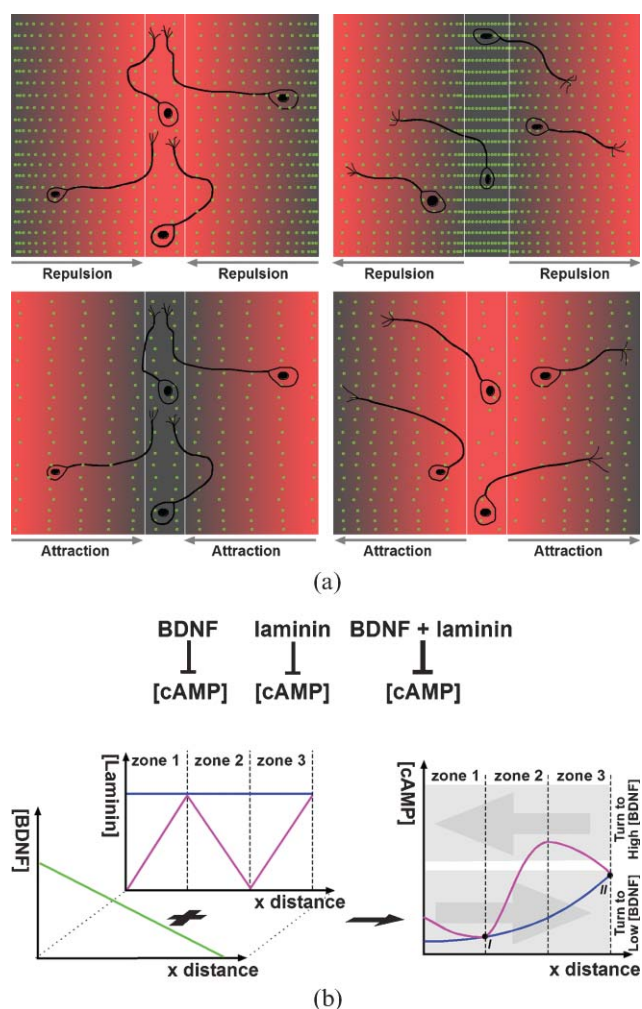 Repulsion Repulsion Repulsion Repulsion
Attraction Attraction Attraction Attraction
(a)
BDNF laminin BDNF + laminin
[cAMP] [cAMP] [cAMP]
[BDNF]
[Laminin]
zone 1 zone 2 zone 3
x distance
x distance
[cAMP]
zone 1 zone 2 zone 3
Turn to
High [BDNF]
Turn to
Low [BDNF]
I
II
x distance
(b)